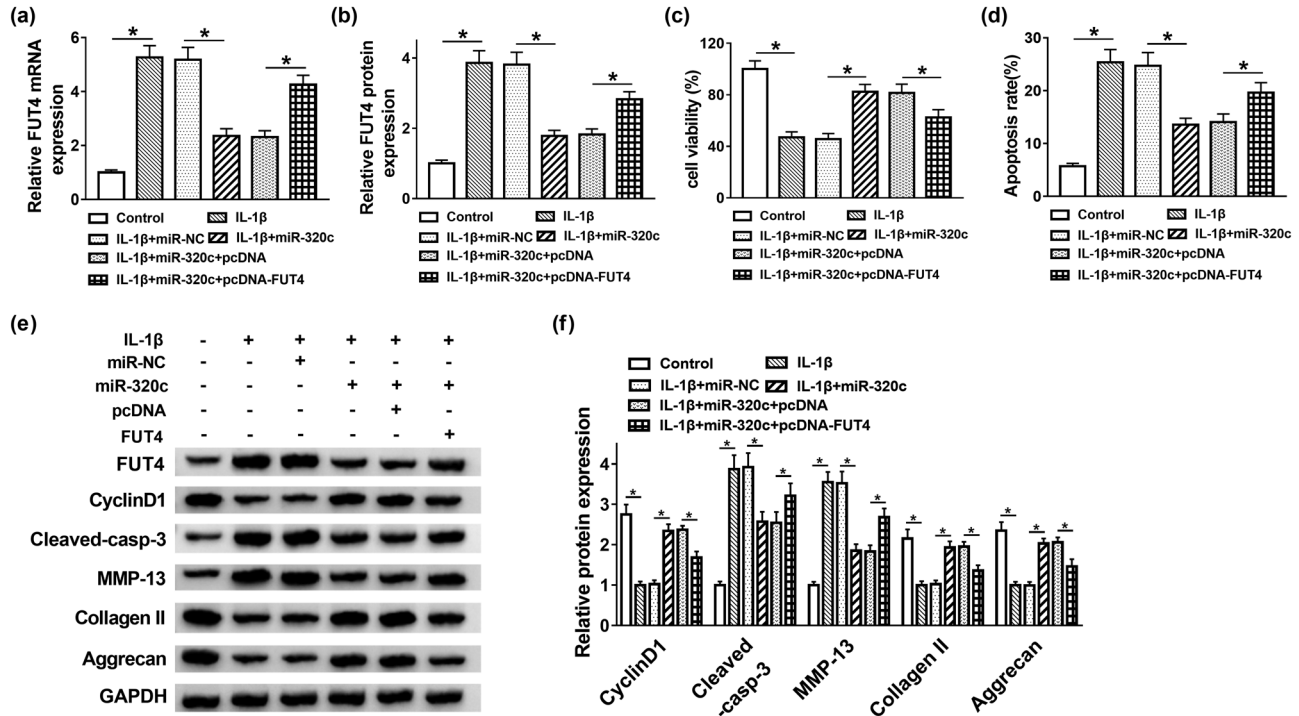 (a)
Relative FUT4 mRNA
expression
6
4
2
0
*
*
*
Control
IL-1β
IL-1β+miR-NC
IL-1β+miR-320c
IL-1β+miR-320c+pcDNA
IL-1β+miR-320c+pcDNA-FUT4
(b)
Relative FUT4 protein
expression
4
2
0
*
*
*
Control
IL-1β
IL-1β+miR-NC
IL-1β+miR-320c
IL-1β+miR-320c+pcDNA
IL-1β+miR-320c+pcDNA-FUT4
(c)
cell viability (%)
120
80
40
0
*
*
*
Control
IL-1β
IL-1β+miR-NC
IL-1β+miR-320c
IL-1β+miR-320c+pcDNA
IL-1β+miR-320c+pcDNA-FUT4
(d)
Apoptosis rate(%)
30
20
10
0
*
*
*
Control
IL-1β
IL-1β+miR-NC
IL-1β+miR-320c
IL-1β+miR-320c+pcDNA
IL-1β+miR-320c+pcDNA-FUT4
(e)
IL-1β - + + + + +
miR-NC - - + - - -
miR-320c - - - + + +
pcDNA - - - - + -
FUT4 - - - - - +
FUT4
CyclinD1
Cleaved-casp-3
MMP-13
Collagen II
Aggrecan
GAPDH
(f)
Control
IL-1β
IL-1β+miR-NC
IL-1β+miR-320c
IL-1β+miR-320c+pcDNA
IL-1β+miR-320c+pcDNA-FUT4
Relative protein expression
4
3
2
1
0
* * *
* * *
* * *
* * *
* * *
CyclinD1
Cleaved
-casp-3
MMP-13
Collagen II
Aggrecan